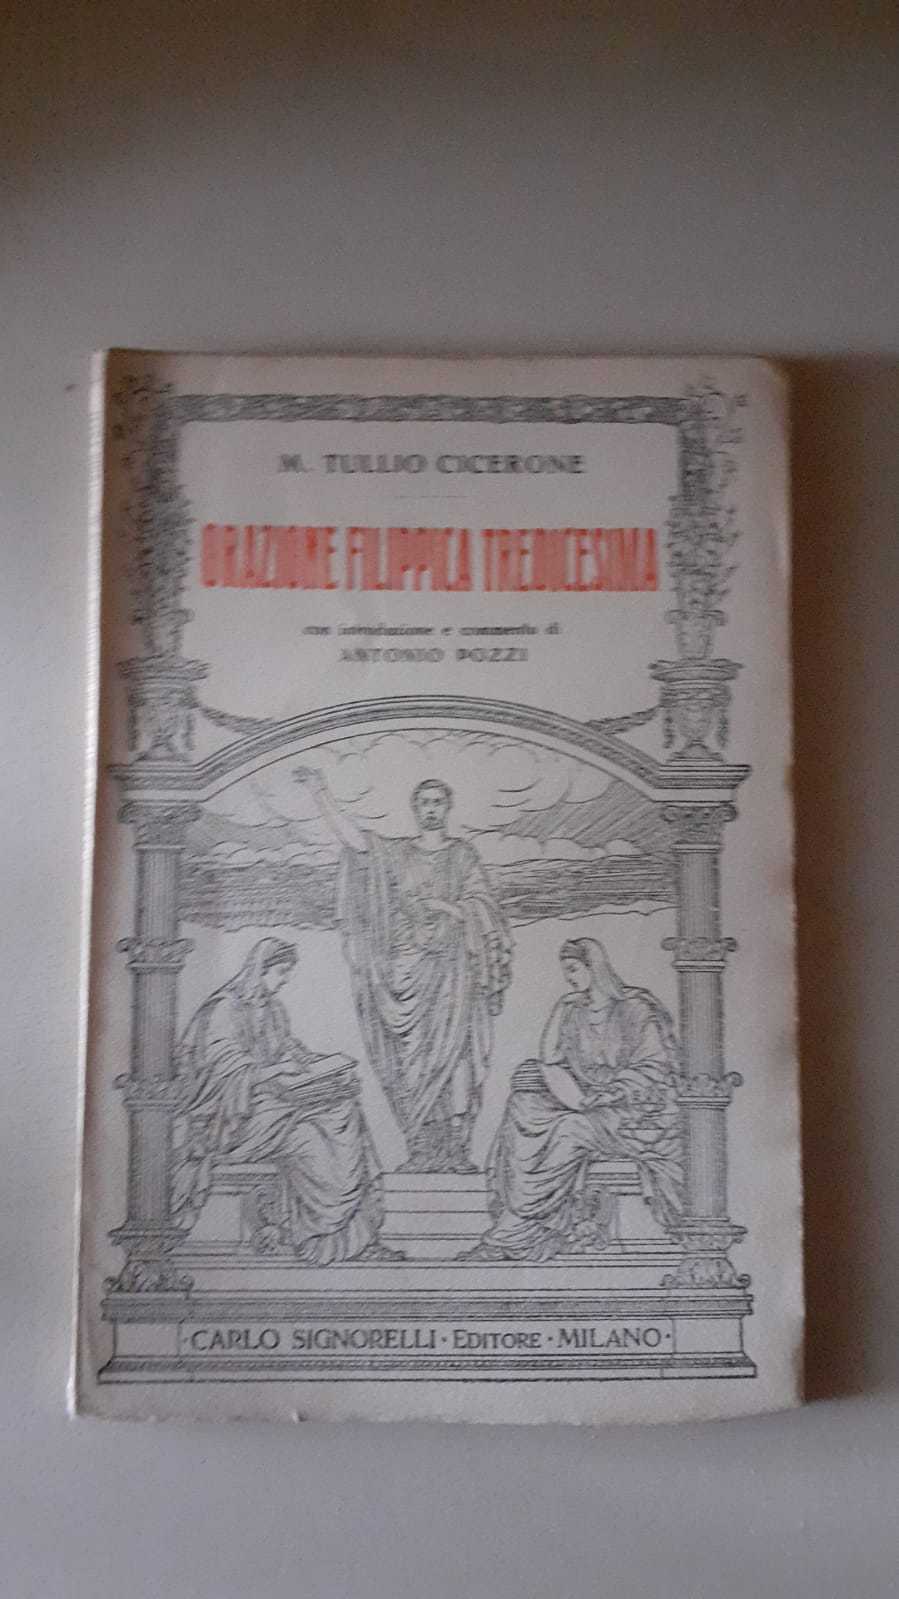 M. TULLIO CICERONE
ORAZIONE FILIPPICA TREDICESIMA
con introduzione e commento di
ANTONIO POZZI
· CARLO SIGNORELLI · EDITORE · MILANO ·